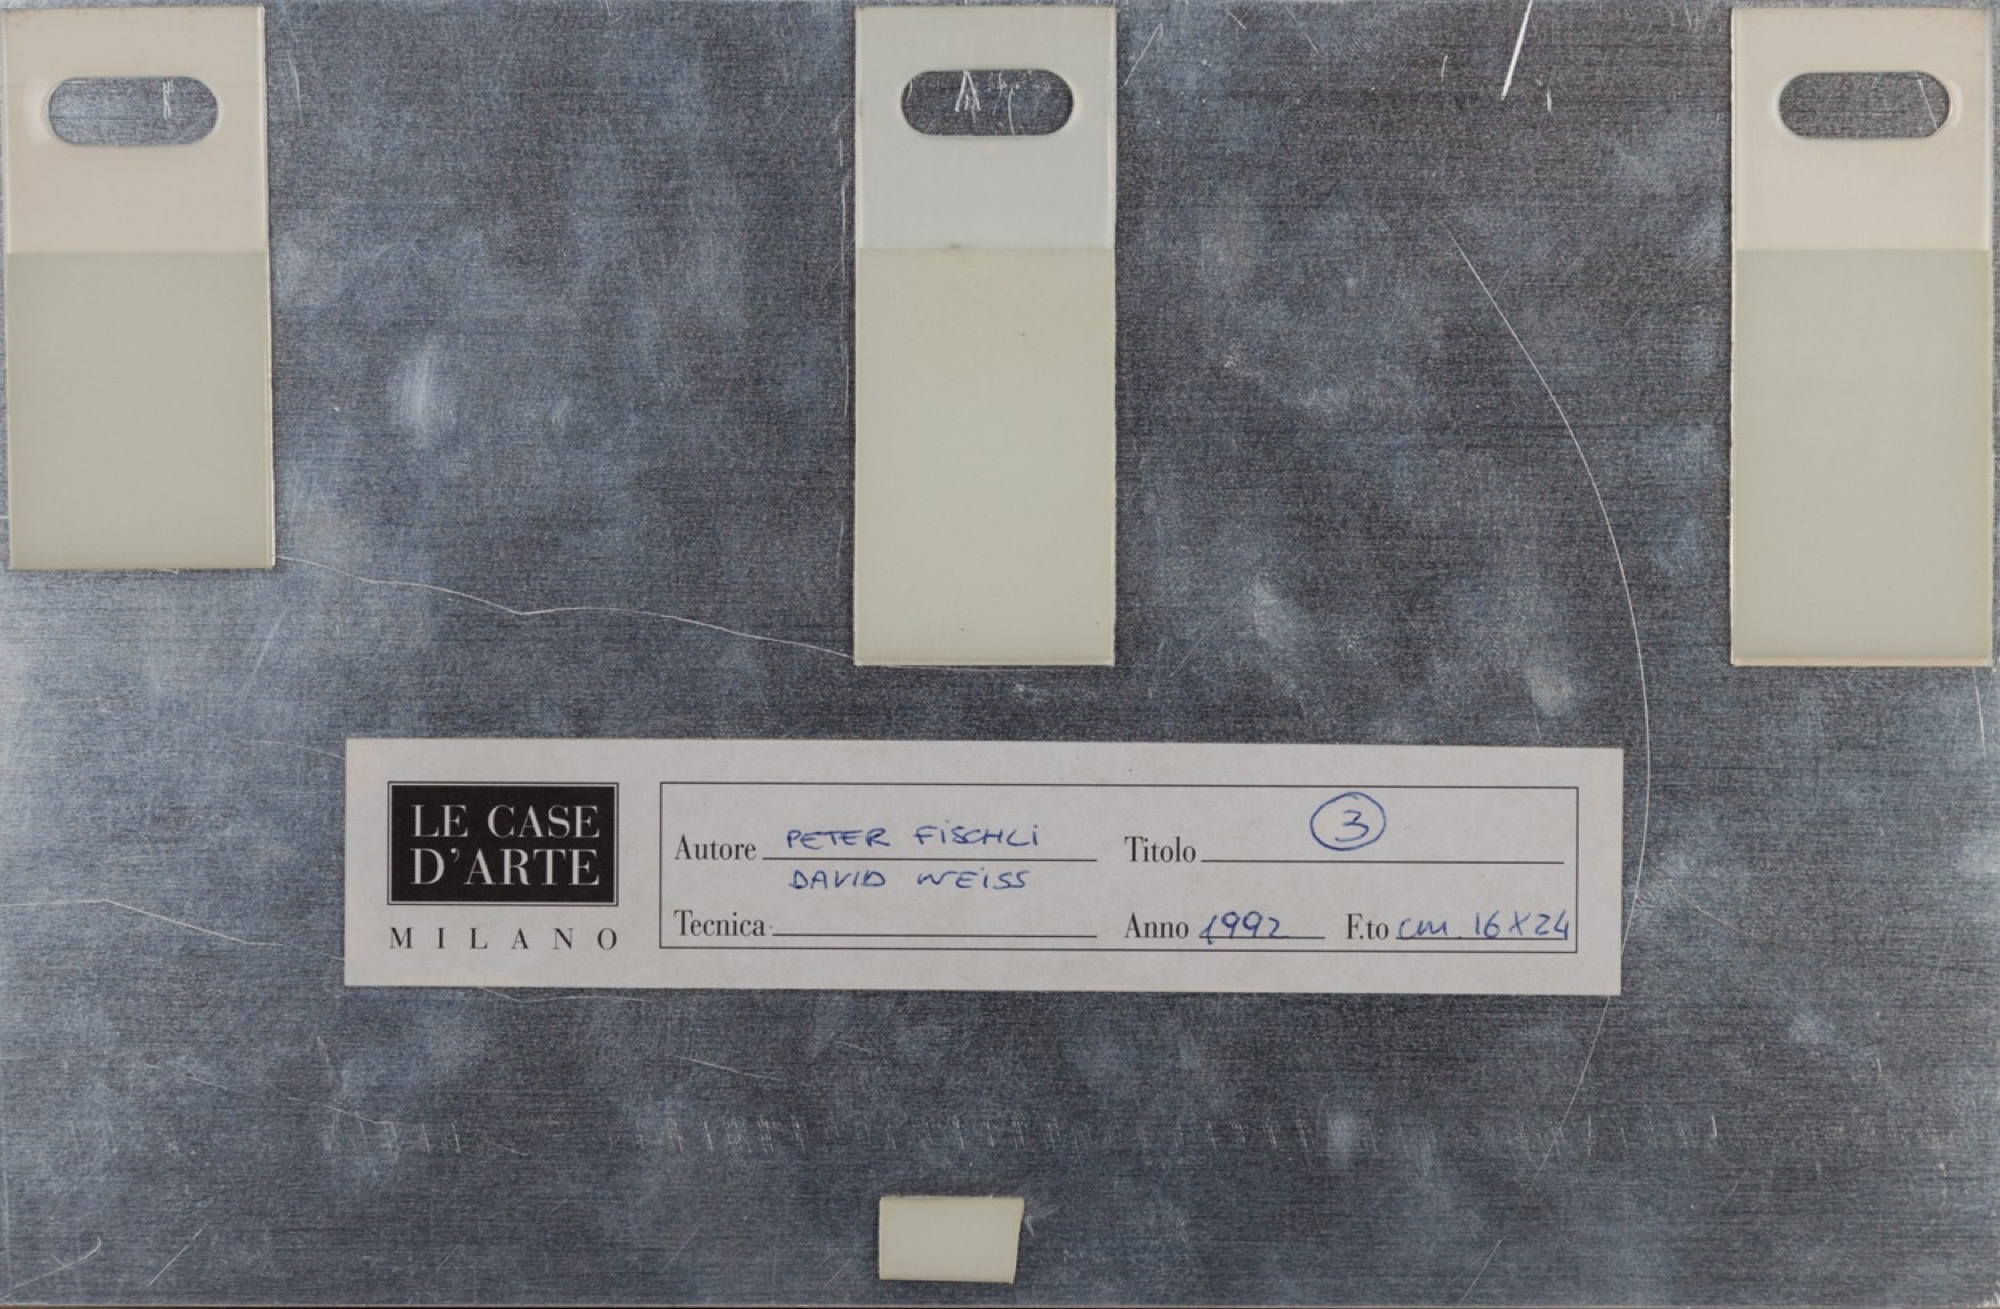 LE CASE
D'ARTE
MILANO
Autore PETER FiSCHLi
DAVID WEiSS
Tecnica
Titolo 3
Anno 1992 F.to cm 16X24